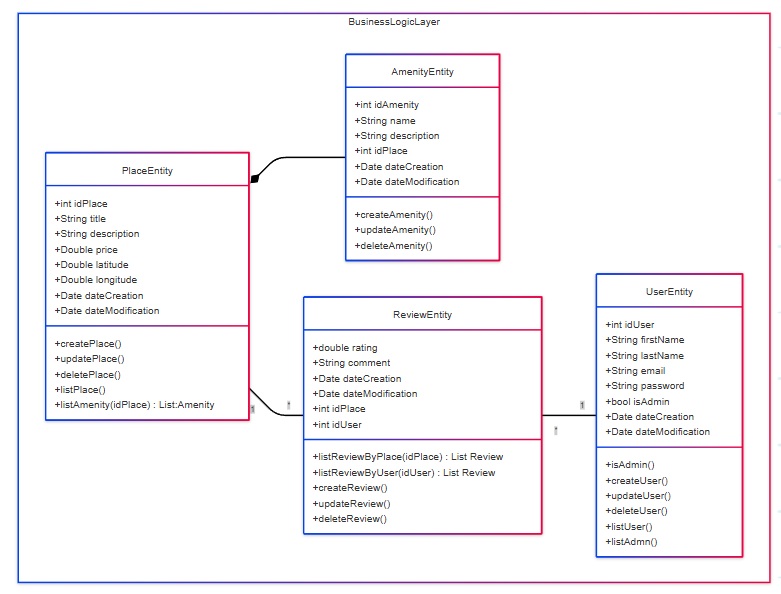 BusinessLogicLayer
AmenityEntity
+int idAmenity
+String name
+String description
+int idPlace
+Date dateCreation
+Date dateModification
+createAmenity()
+updateAmenity()
+deleteAmenity()
PlaceEntity
+int idPlace
+String title
+String description
+Double price
+Double latitude
+Double longitude
+Date dateCreation
+Date dateModification
+createPlace()
+updatePlace()
+deletePlace()
+listPlace()
+listAmenity(idPlace) : List:Amenity
1
*
ReviewEntity
+double rating
+String comment
+Date dateCreation
+Date dateModification
+int idPlace
+int idUser
+listReviewByPlace(idPlace) : List Review
+listReviewByUser(idUser) : List Review
+createReview()
+updateReview()
+deleteReview()
1
*
UserEntity
+int idUser
+String firstName
+String lastName
+String email
+String password
+bool isAdmin
+Date dateCreation
+Date dateModification
+isAdmin()
+createUser()
+updateUser()
+deleteUser()
+listUser()
+listAdmn()